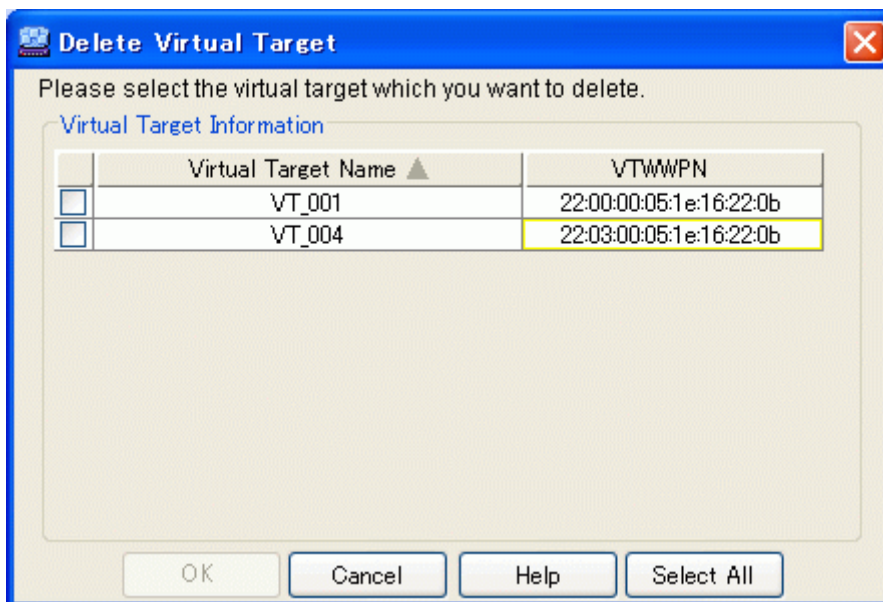 Delete Virtual Target
Please select the virtual target which you want to delete.
Virtual Target Information
Virtual Target Name VTWWPN
VT_001 22:00:00:05:1e:16:22:0b
VT_004 22:03:00:05:1e:16:22:0b
OK Cancel Help Select All